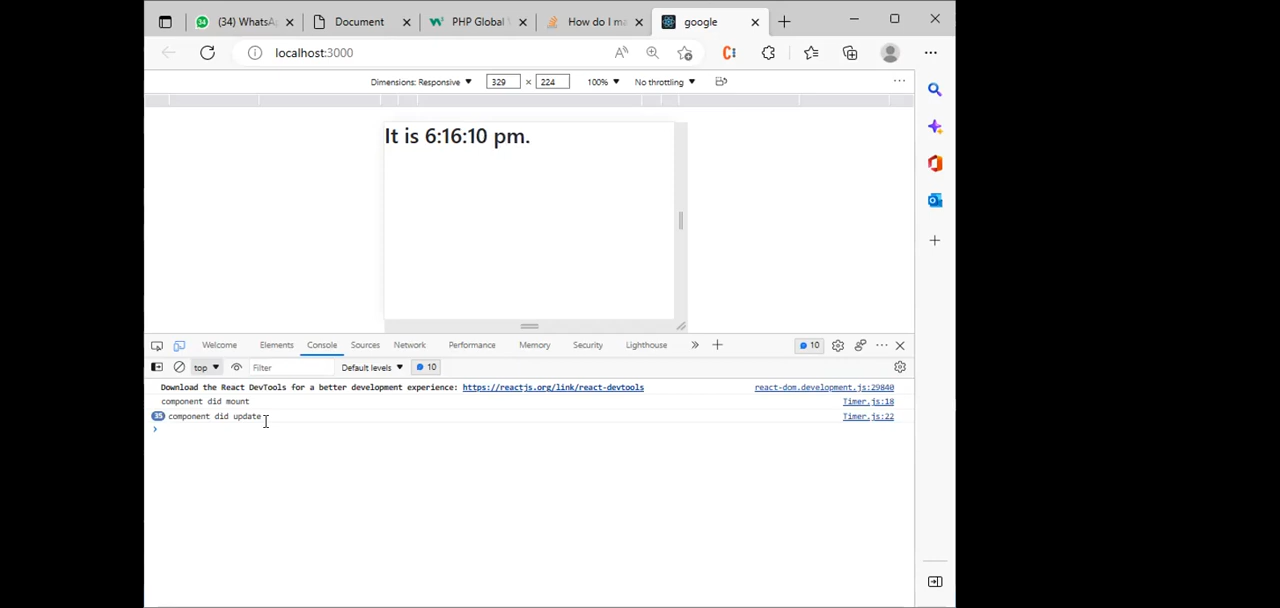 (34) WhatsA
Document
PHP Global
How do I ma
google
localhost:3000
Dimensions: Responsive
329 × 224
100%
No throttling
It is 6:16:10 pm.
Welcome
Elements
Console
Sources
Network
Performance
Memory
Security
Lighthouse
10
top
Filter
Default levels
10
Download the React DevTools for a better development experience: https://reactjs.org/link/react-devtools
react-dom.development.js:29840
component did mount
Timer.js:18
35 component did update
Timer.js:22